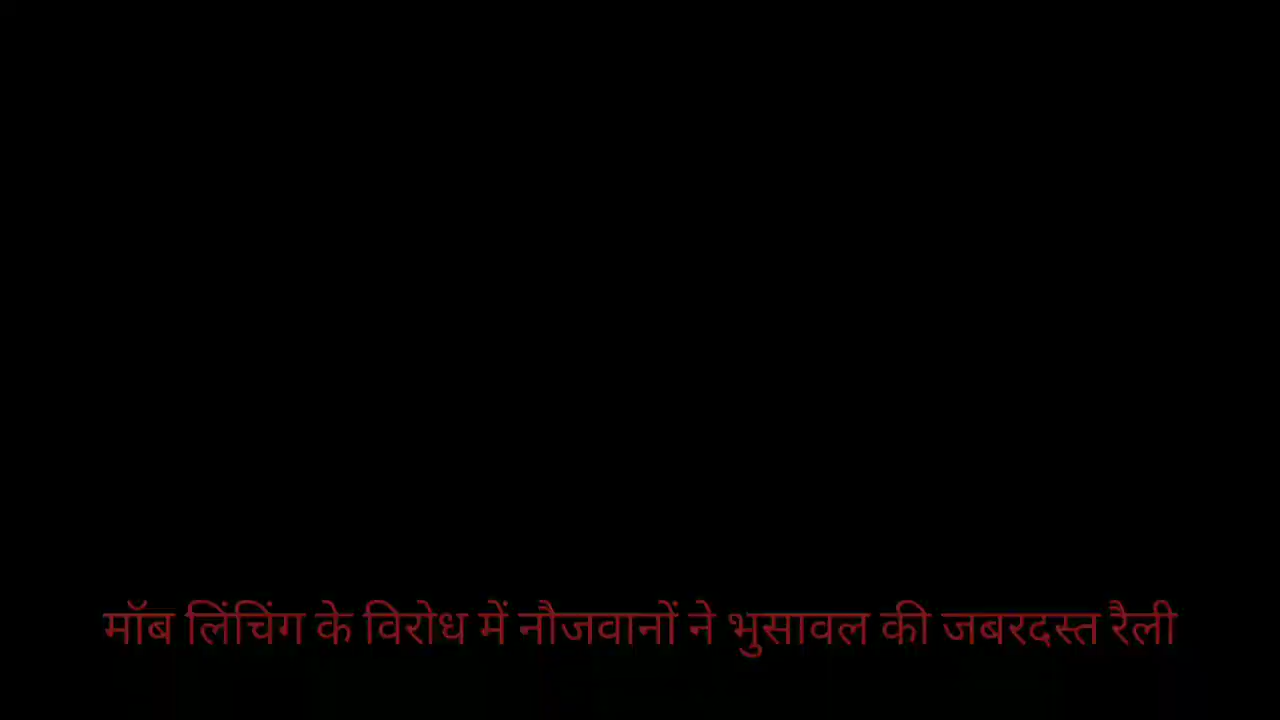 मॉब लिंचिंग के विरोध में नौजवानों ने भुसावल की जबरदस्त रैली